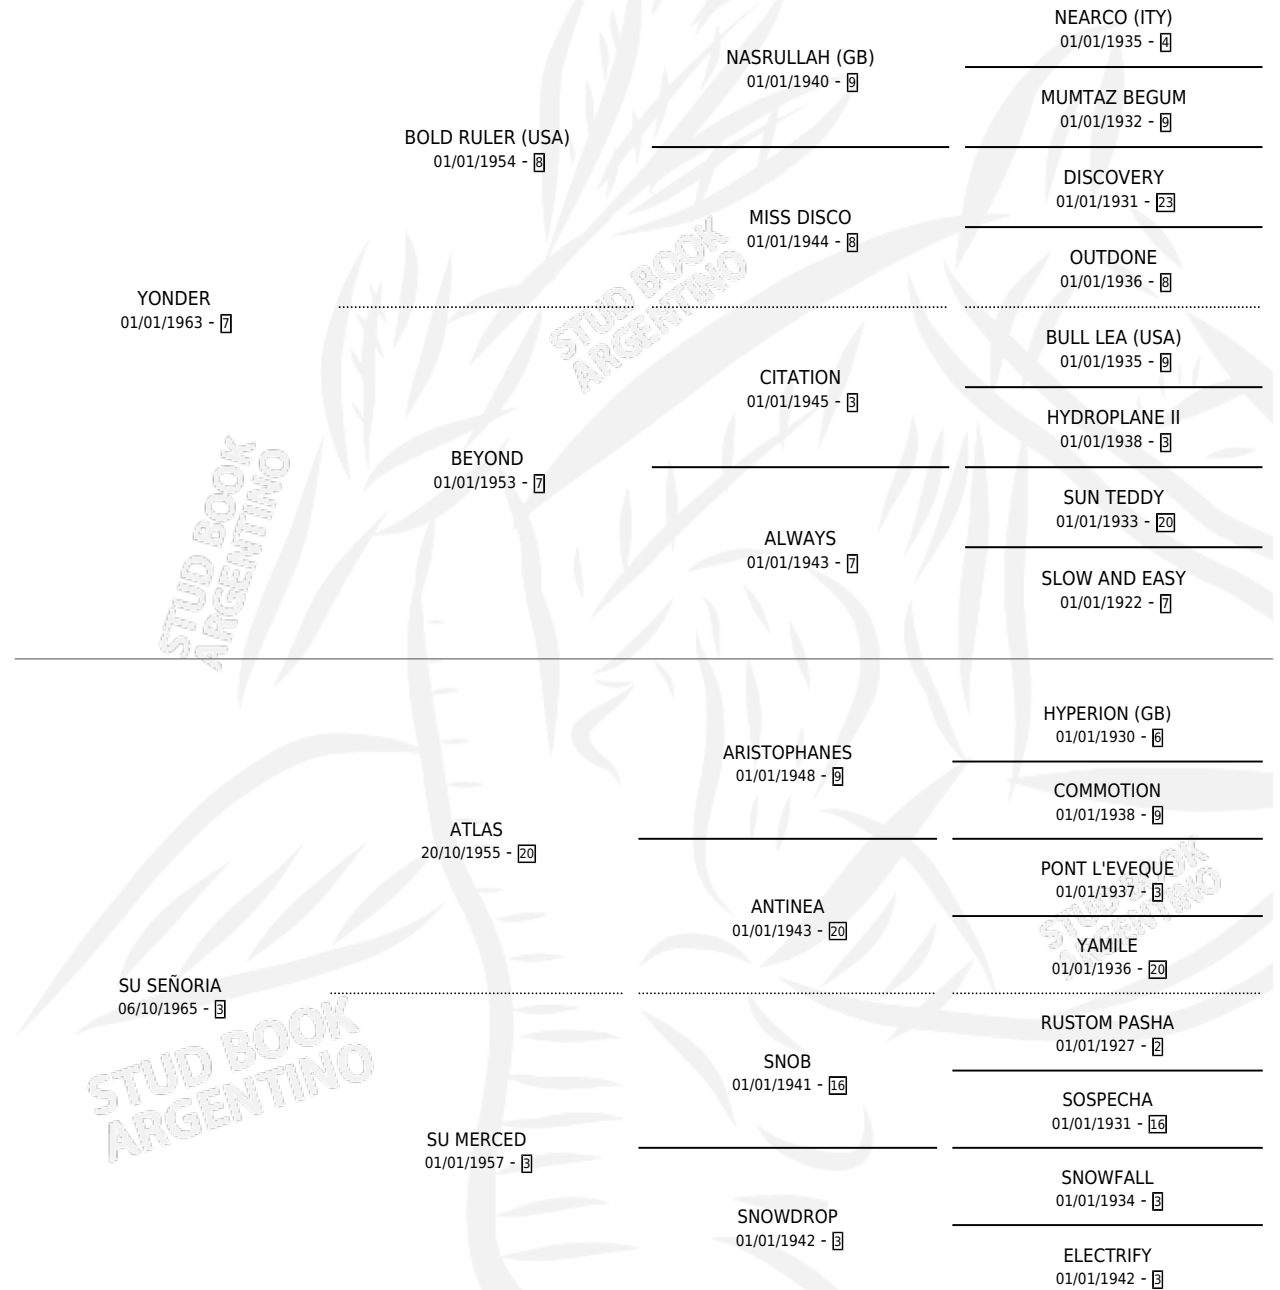 NEARCO (ITY)
01/01/1935 - 4
NASRULLAH (GB)
01/01/1940 - 9
MUMTAZ BEGUM
01/01/1932 - 9
BOLD RULER (USA)
01/01/1954 - 8
DISCOVERY
01/01/1931 - 23
MISS DISCO
01/01/1944 - 8
OUTDONE
01/01/1936 - 8
YONDER
01/01/1963 - 7
BULL LEA (USA)
01/01/1935 - 9
CITATION
01/01/1945 - 3
HYDROPLANE II
01/01/1938 - 3
BEYOND
01/01/1953 - 7
SUN TEDDY
01/01/1933 - 20
ALWAYS
01/01/1943 - 7
SLOW AND EASY
01/01/1922 - 7
HYPERION (GB)
01/01/1930 - 6
ARISTOPHANES
01/01/1948 - 9
COMMOTION
01/01/1938 - 9
ATLAS
20/10/1955 - 20
PONT L'EVEQUE
01/01/1937 - 3
ANTINEA
01/01/1943 - 20
YAMILE
01/01/1936 - 20
SU SEÑORIA
06/10/1965 - 3
RUSTOM PASHA
01/01/1927 - 2
SNOB
01/01/1941 - 16
SOSPECHA
01/01/1931 - 16
SU MERCED
01/01/1957 - 3
SNOWFALL
01/01/1934 - 3
SNOWDROP
01/01/1942 - 3
ELECTRIFY
01/01/1942 - 3
STUD BOOK
ARGENTINO
STUD BOOK
ARGENTINO
STUD BOOK
ARGENTINO
STUD BOOK
ARGENTINO